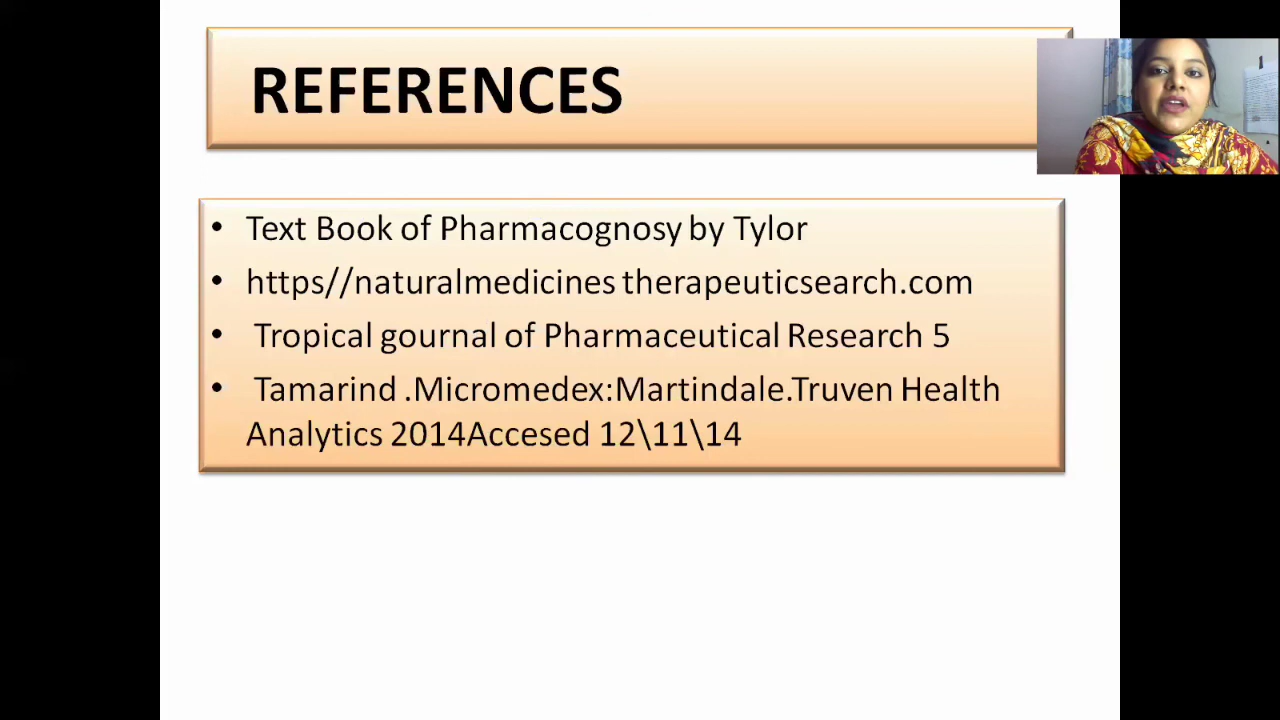 REFERENCES
• Text Book of Pharmacognosy by Tylor
• https//naturalmedicines therapeuticsearch.com
• Tropical gournal of Pharmaceutical Research 5
• Tamarind .Micromedex:Martindale.Truven Health
Analytics 2014Accesed 12\11\14